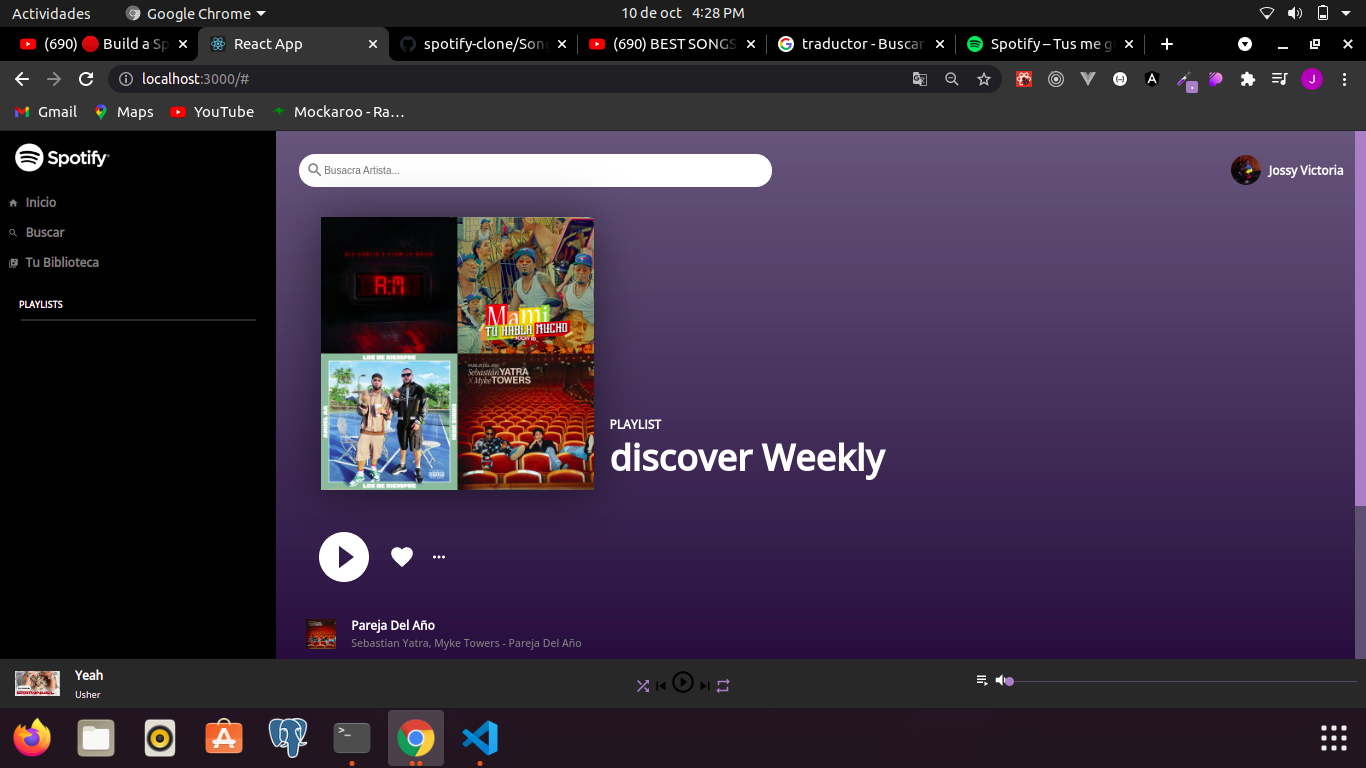 Actividades
Google Chrome
10 de oct 4:28 PM
(690) Build a Sp
React App
spotify-clone/Son
(690) BEST SONGS
traductor - Buscar
Spotify – Tus me g
localhost:3000/#
J
Gmail
Maps
YouTube
Mockaroo - Ra…
Spotify
Busacra Artista...
Jossy Victoria
Inicio
Buscar
Tu Biblioteca
PLAYLISTS
A:M
Mami
TU HABLA MUCHO
LOS DE SIEMPRE
Sebastián YATRA
X Myke TOWERS
LOS DE SIEMPRE
PLAYLIST
discover Weekly
Pareja Del Año
Sebastian Yatra, Myke Towers - Pareja Del Año
Yeah
Usher